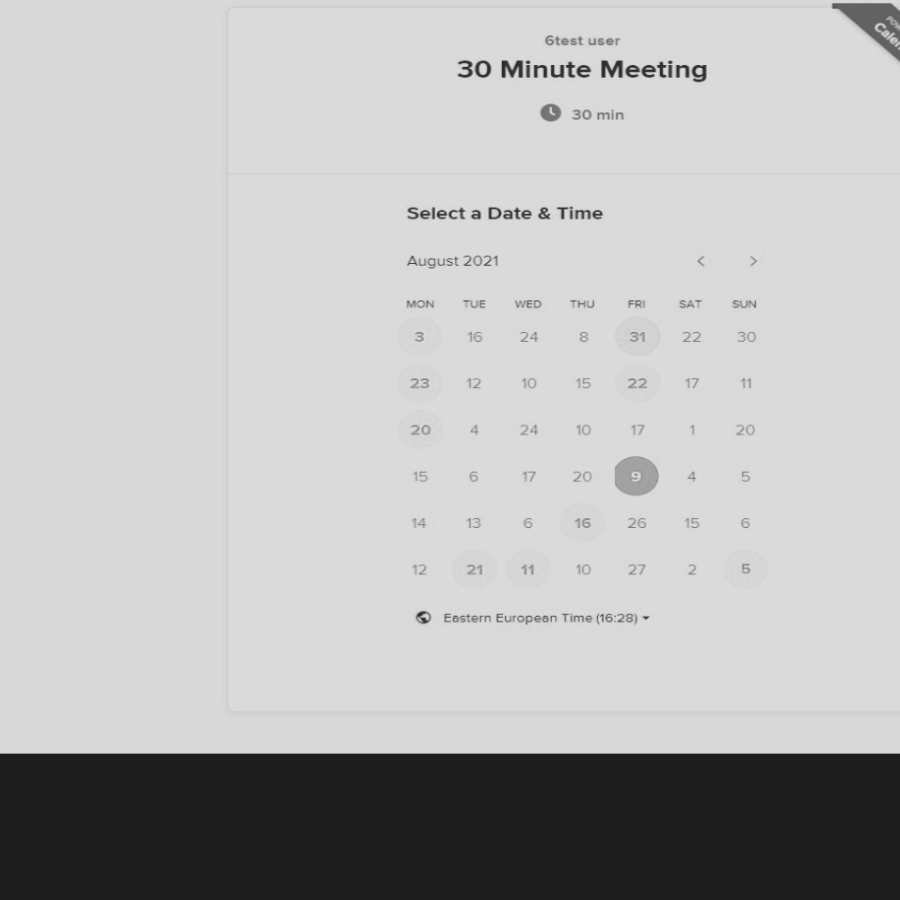 6test user
30 Minute Meeting
30 min
Select a Date & Time
August 2021
MON TUE WED THU FRI SAT SUN
3 16 24 8 31 22 30
23 12 10 15 22 17 11
20 4 24 10 17 1 20
15 6 17 20 9 4 5
14 13 6 16 26 15 6
12 21 11 10 27 2 5
Eastern European Time (16:28)